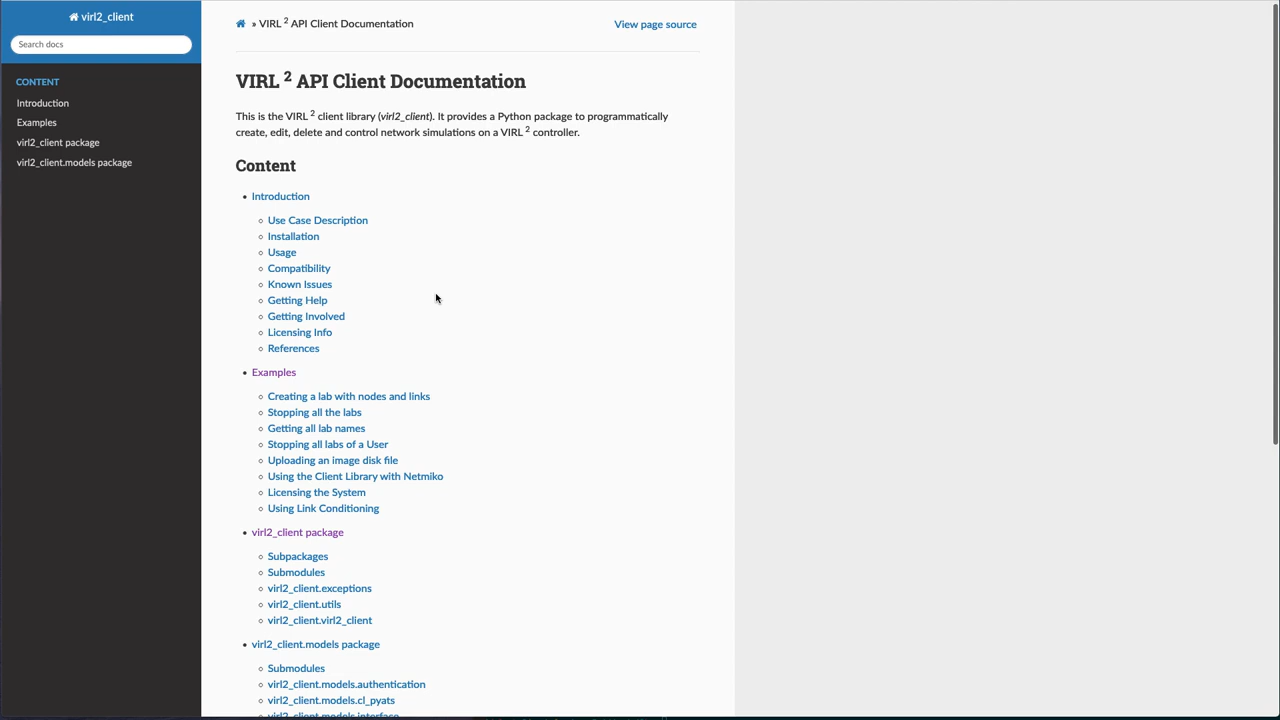 virl2_client
Search docs
CONTENT
Introduction
Examples
virl2_client package
virl2_client.models package
» VIRL 2 API Client Documentation
View page source
VIRL 2 API Client Documentation
This is the VIRL 2 client library (virl2_client). It provides a Python package to programmatically
create, edit, delete and control network simulations on a VIRL 2 controller.
Content
Introduction
Use Case Description
Installation
Usage
Compatibility
Known Issues
Getting Help
Getting Involved
Licensing Info
References
Examples
Creating a lab with nodes and links
Stopping all the labs
Getting all lab names
Stopping all labs of a User
Uploading an image disk file
Using the Client Library with Netmiko
Licensing the System
Using Link Conditioning
virl2_client package
Subpackages
Submodules
virl2_client.exceptions
virl2_client.utils
virl2_client.virl2_client
virl2_client.models package
Submodules
virl2_client.models.authentication
virl2_client.models.cl_pyats
virl2_client.models.interface